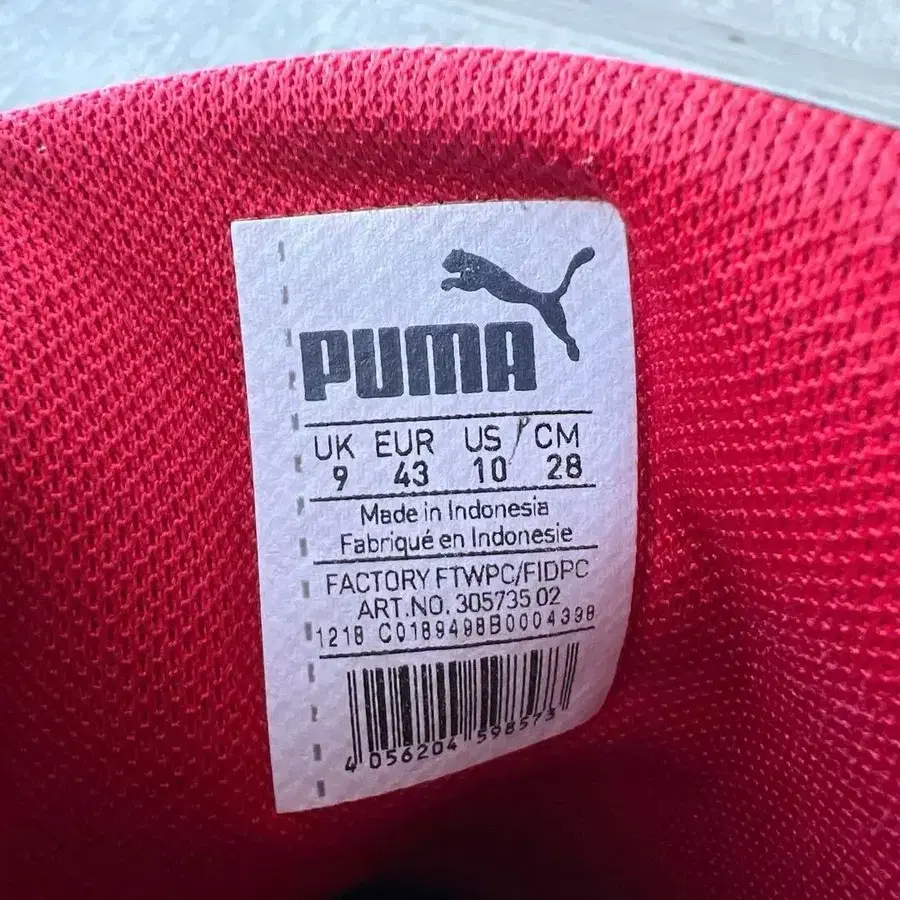 PUMA
UK EUR US CM
9 43 10 28
Made in Indonesia
Fabriqué en Indonesie
FACTORY FTWPC/FIDPC
ART.NO. 305735 02
1218 C0189498B0004398
4 056204 598573